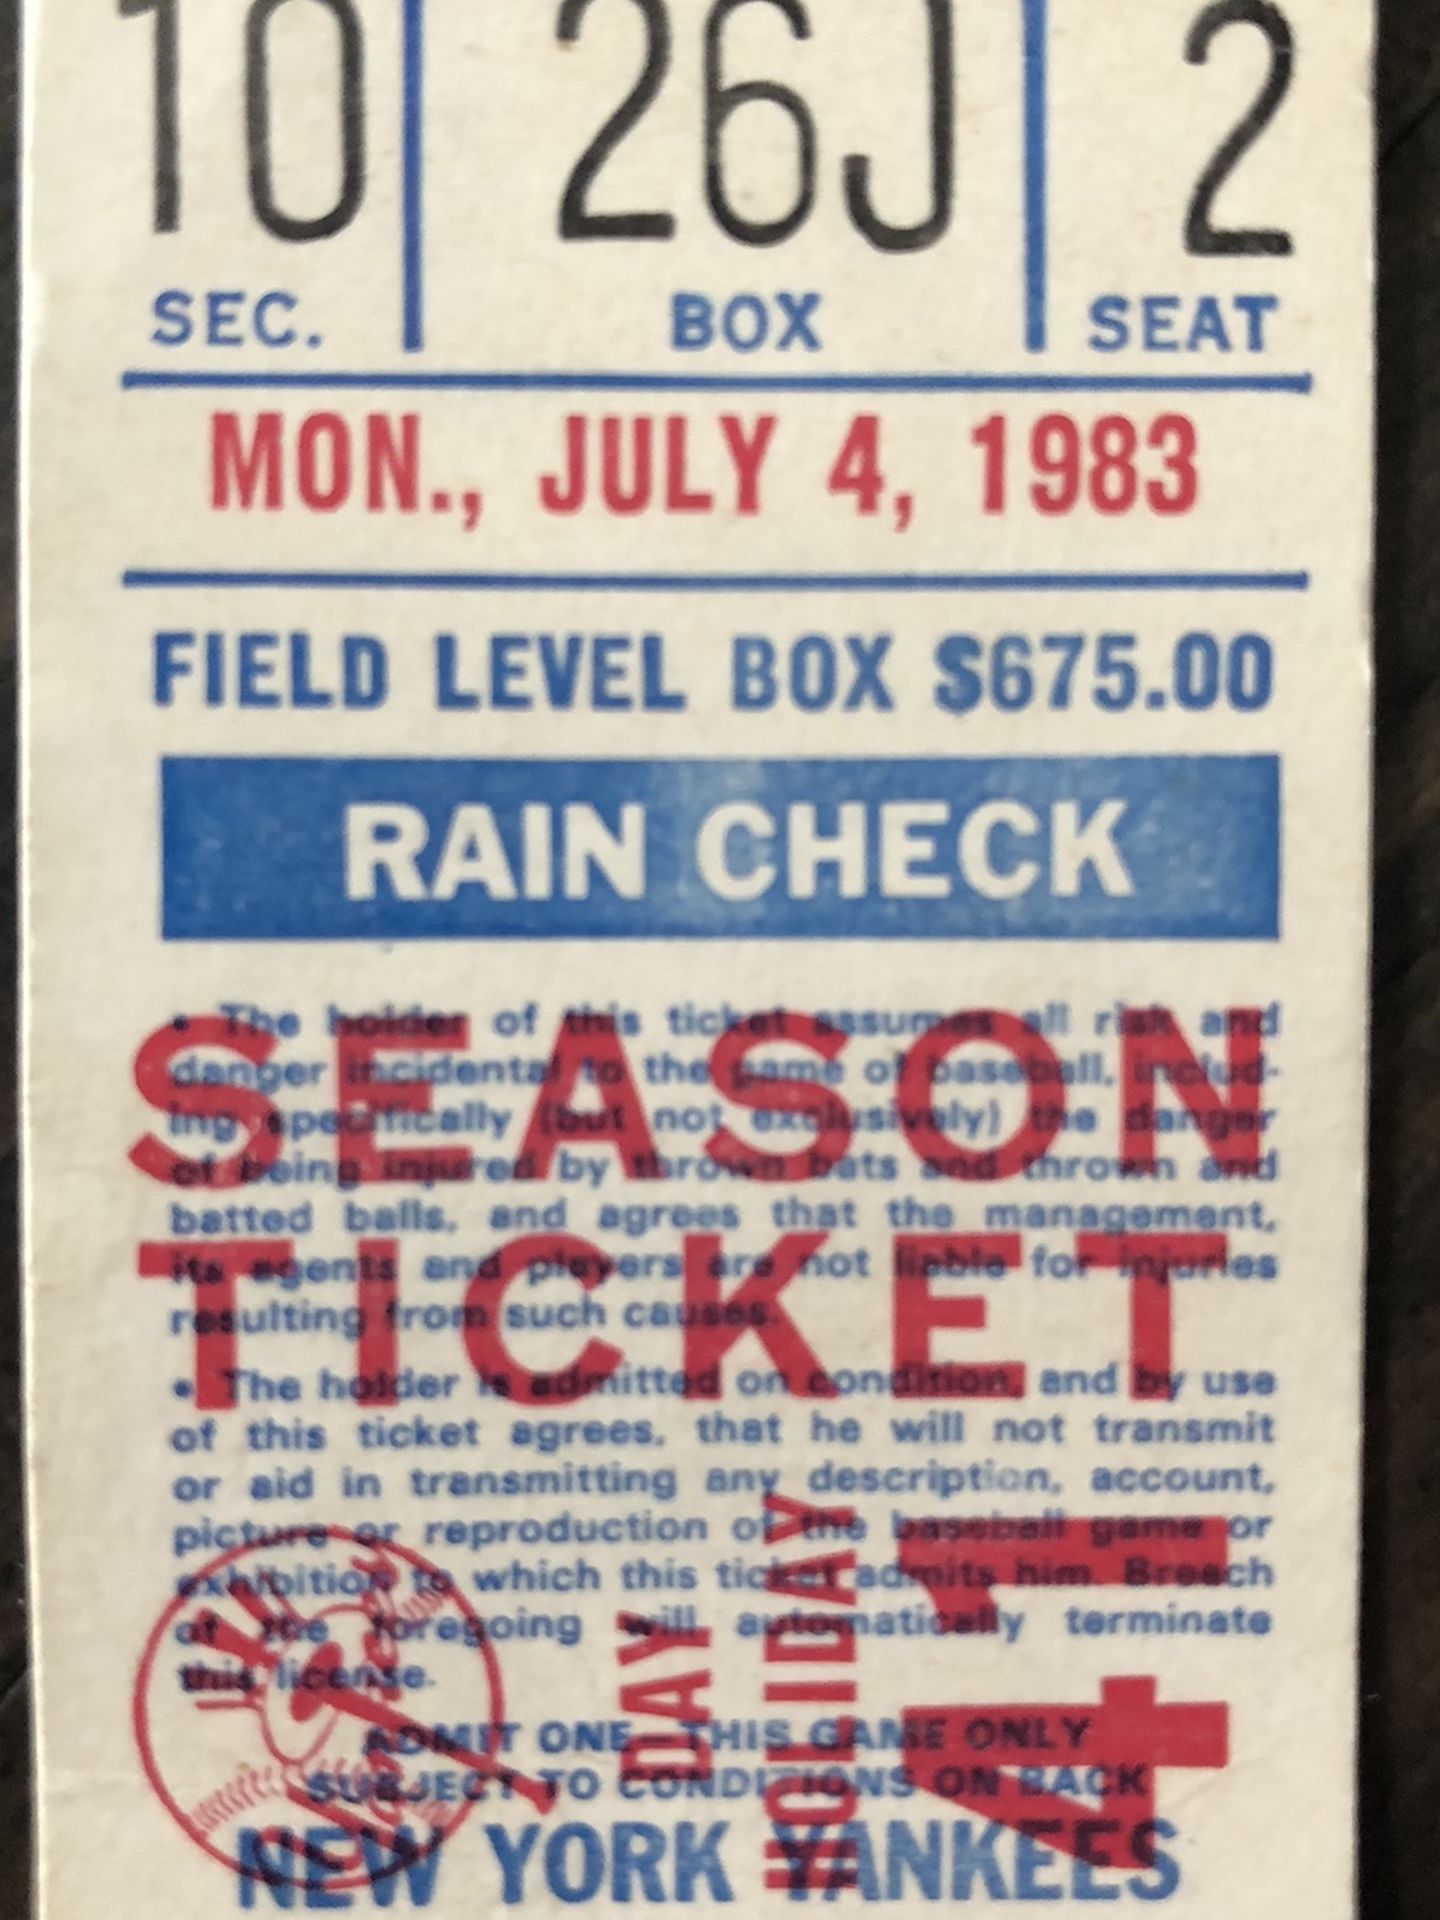 10 26J 2
SEC. BOX SEAT
MON., JULY 4, 1983
FIELD LEVEL BOX $675.00
RAIN CHECK
SEASON
TICKET
• The holder of this ticket assumes all risk and
danger incidental to the game of baseball, includ-
ing specifically (but not exclusively) the danger
of being injured by thrown bats and thrown and
batted balls, and agrees that the management,
its agents and players are not liable for injuries
resulting from such causes.
• The holder is admitted on condition, and by use
of this ticket agrees, that he will not transmit
or aid in transmitting any description, account,
picture or reproduction of the baseball game or
exhibition to which this ticket admits him. Breach
of the foregoing will automatically terminate
this license.
DAY
HOLIDAY
14
ADMIT ONE—THIS GAME ONLY
SUBJECT TO CONDITIONS ON BACK
NEW YORK YANKEES